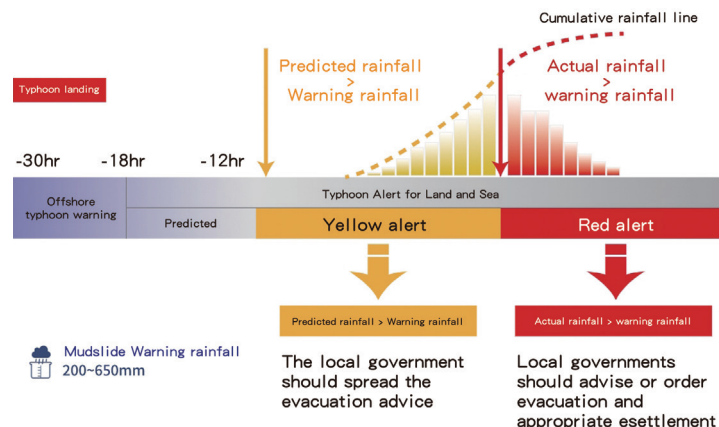 Cumulative rainfall line
Predicted rainfall
>
Warning rainfall
Actual rainfall
>
warning rainfall
Typhoon landing
-30hr
-18hr
-12hr
Offshore
typhoon warning
Typhoon Alert for Land and Sea
Predicted
Yellow alert
Red alert
Predicted rainfall > Warning rainfall
Actual rainfall > warning rainfall
Mudslide Warning rainfall
200~650mm
The local government
should spread the
evacuation advice
Local governments
should advise or order
evacuation and
appropriate esettlement